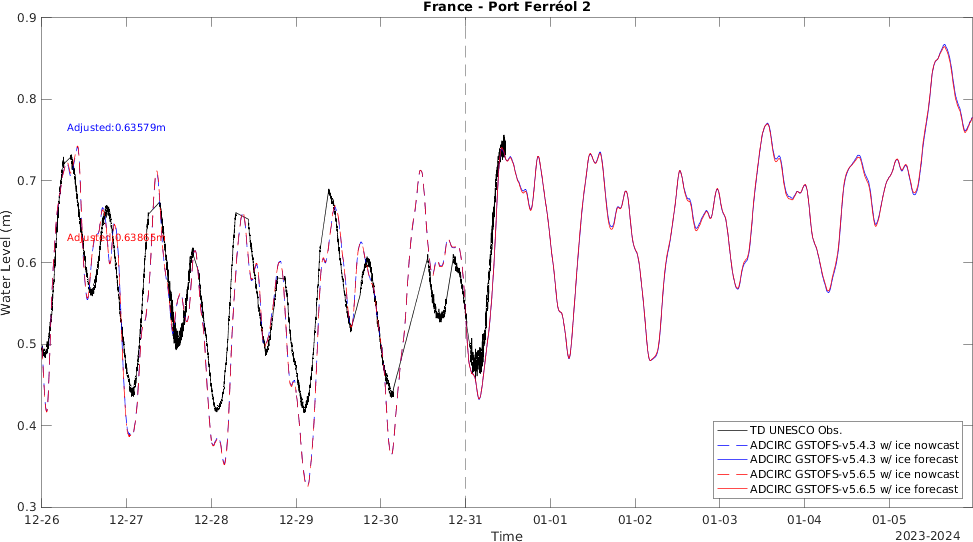 France - Port Ferréol 2
0.9
0.8
0.7
0.6
0.5
0.4
0.3
Water Level (m)
Adjusted:0.63579m
Adjusted:0.63865m
TD UNESCO Obs.
ADCIRC GSTOFS-v5.4.3 w/ ice nowcast
ADCIRC GSTOFS-v5.4.3 w/ ice forecast
ADCIRC GSTOFS-v5.6.5 w/ ice nowcast
ADCIRC GSTOFS-v5.6.5 w/ ice forecast
12-26 12-27 12-28 12-29 12-30 12-31 01-01 01-02 01-03 01-04 01-05
Time
2023-2024